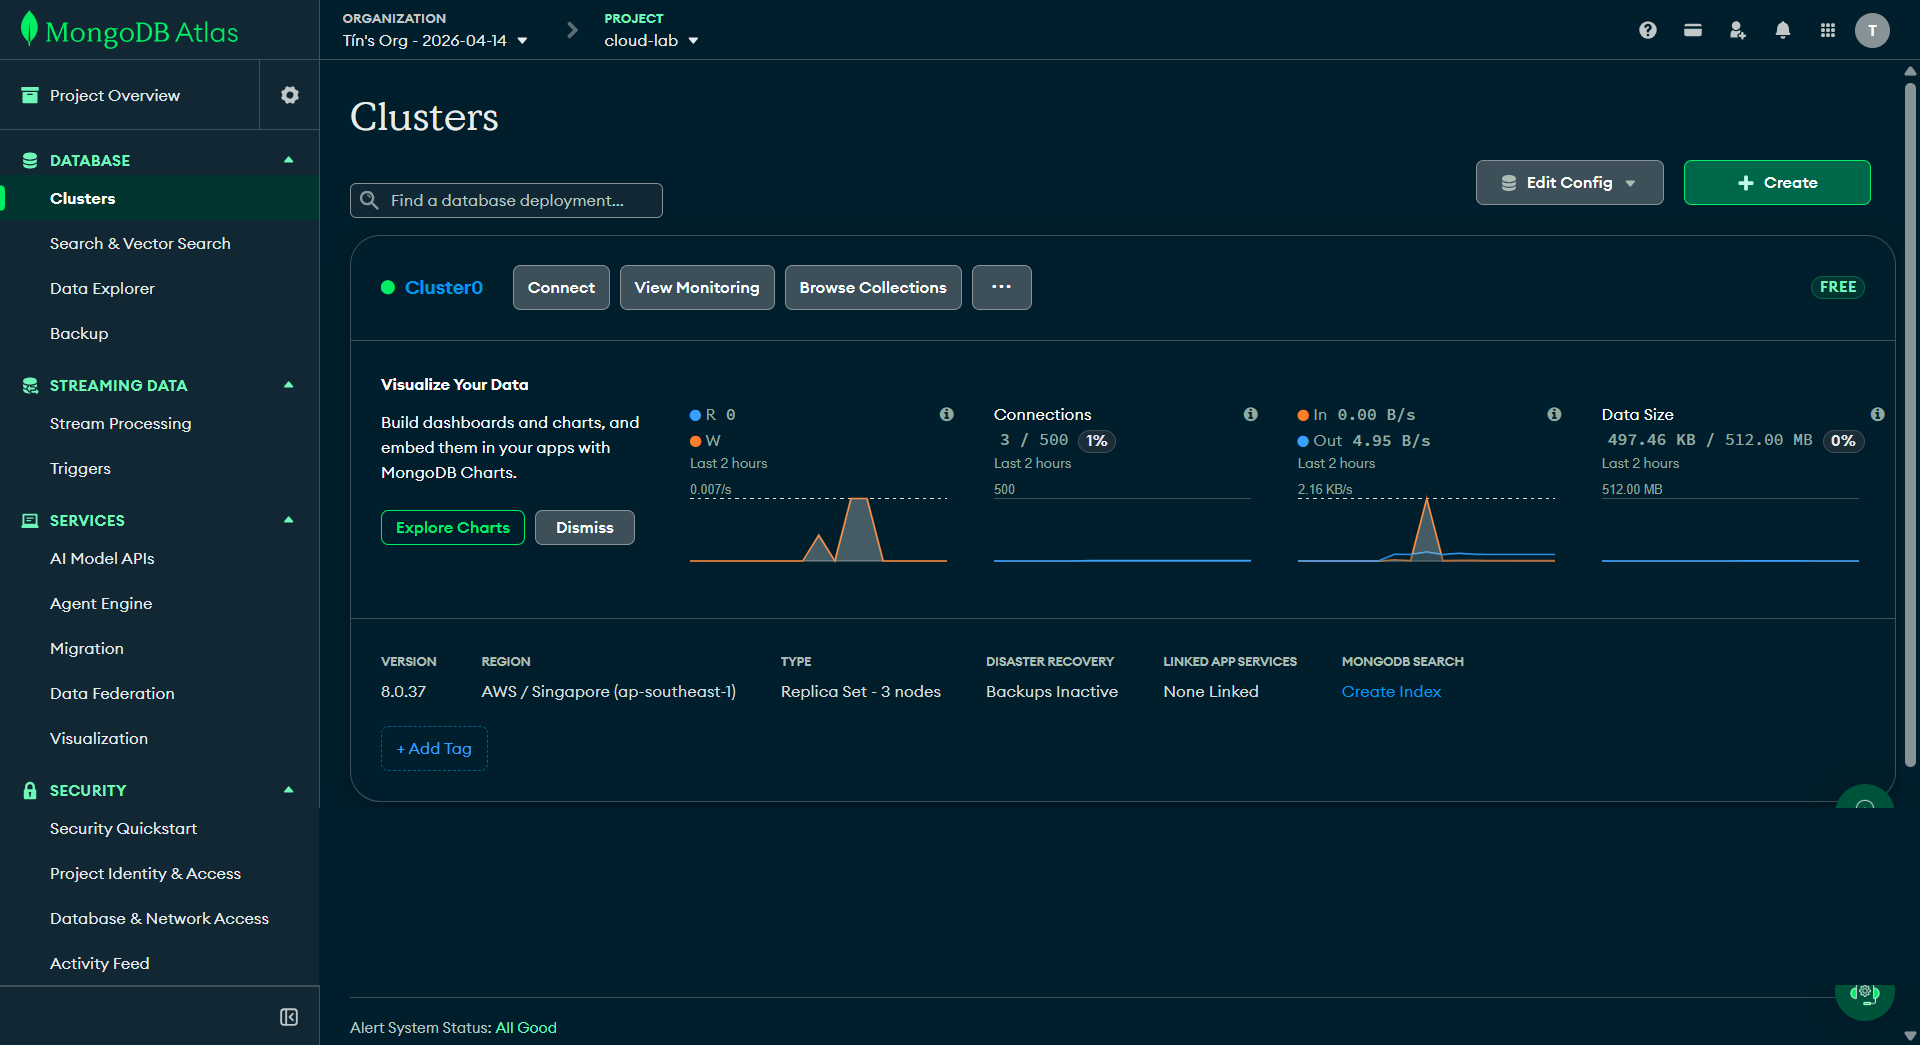 MongoDB Atlas
ORGANIZATION
Tín's Org - 2026-04-14
PROJECT
cloud-lab
T
Project Overview
DATABASE
Clusters
Search & Vector Search
Data Explorer
Backup
STREAMING DATA
Stream Processing
Triggers
SERVICES
AI Model APIs
Agent Engine
Migration
Data Federation
Visualization
SECURITY
Security Quickstart
Project Identity & Access
Database & Network Access
Activity Feed
Clusters
Find a database deployment...
Edit Config
+ Create
Cluster0
Connect
View Monitoring
Browse Collections
...
FREE
Visualize Your Data
Build dashboards and charts, and
embed them in your apps with
MongoDB Charts.
Explore Charts
Dismiss
R 0
W
Last 2 hours
0.007/s
Connections
3 / 500 1%
Last 2 hours
500
In 0.00 B/s
Out 4.95 B/s
Last 2 hours
2.16 KB/s
Data Size
497.46 KB / 512.00 MB 0%
Last 2 hours
512.00 MB
VERSION
8.0.37
REGION
AWS / Singapore (ap-southeast-1)
TYPE
Replica Set - 3 nodes
DISASTER RECOVERY
Backups Inactive
LINKED APP SERVICES
None Linked
MONGODB SEARCH
Create Index
+ Add Tag
Alert System Status: All Good